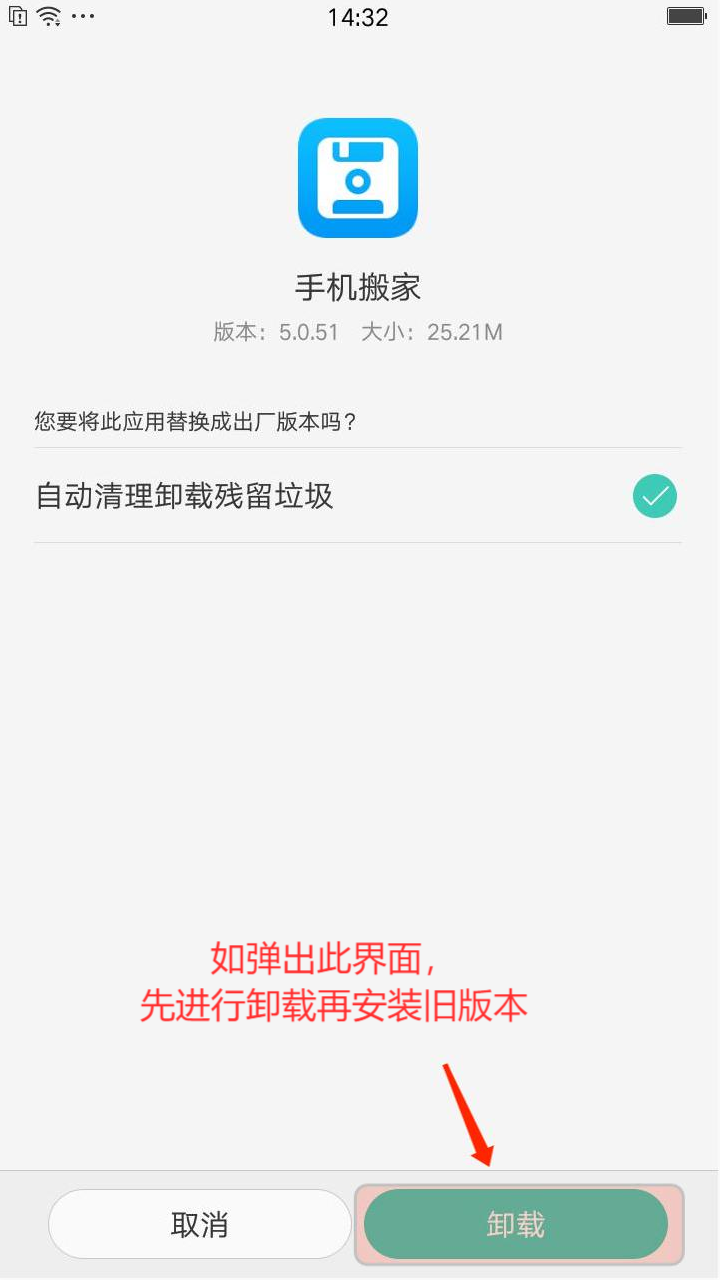 14:32
手机搬家
版本：5.0.51 大小：25.21M
您要将此应用替换成出厂版本吗？
自动清理卸载残留垃圾
如弹出此界面，
先进行卸载再安装旧版本
取消 卸载